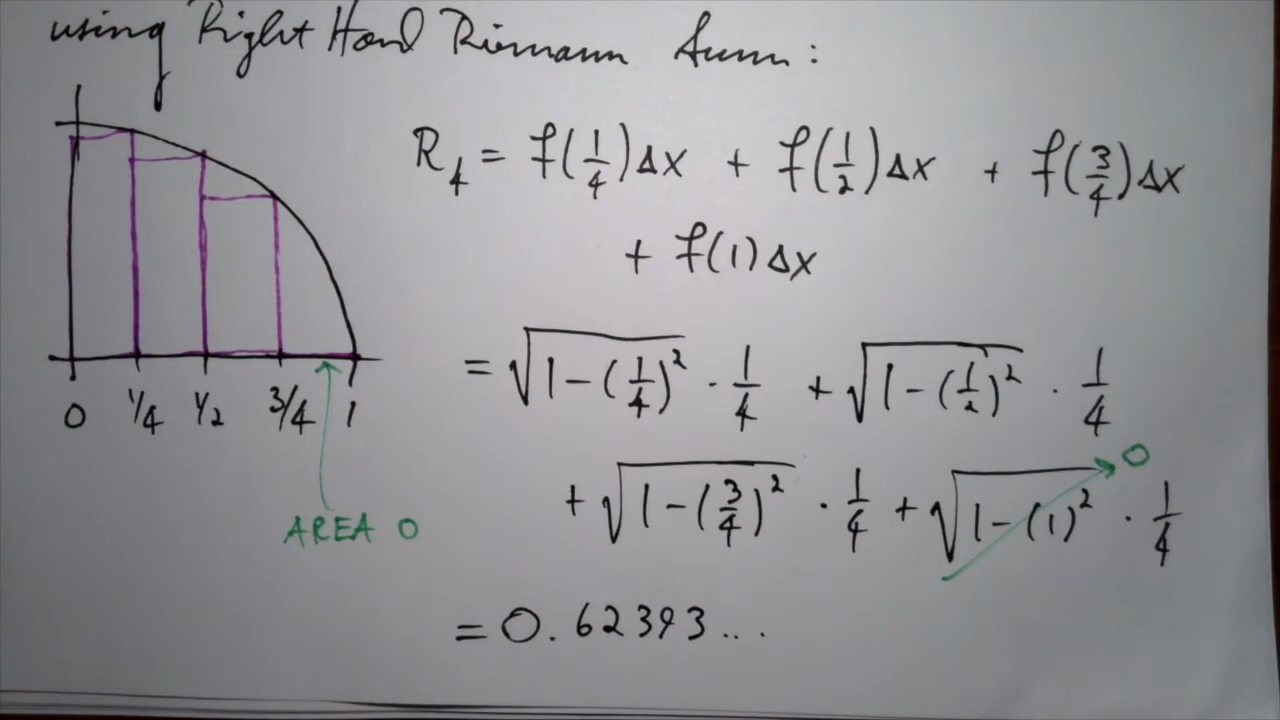 using Right Hand Riemann Sum:
R₄ = f(1/4)Δx + f(1/2)Δx + f(3/4)Δx
+ f(1)Δx
= √(1-(1/4)²) · 1/4 + √(1-(1/2)²) · 1/4
+ √(1-(3/4)²) · 1/4 + √(1-(1)²) · 1/4
0
= 0.62393...
0 1/4 1/2 3/4 1
AREA 0